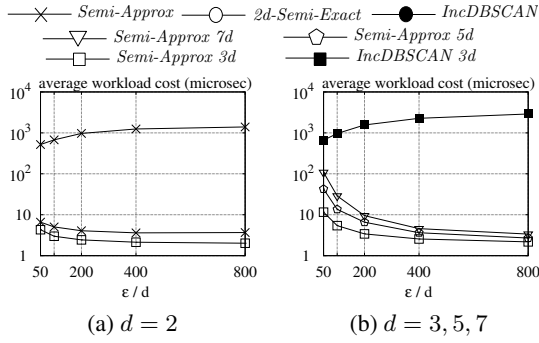 Semi-Approx 2d-Semi-Exact IncDBSCAN
Semi-Approx 7d Semi-Approx 5d
Semi-Approx 3d IncDBSCAN 3d
average workload cost (microsec)
10^4
10^3
10^2
10
1
50 200 400 800
ε / d
(a) d = 2
average workload cost (microsec)
10^4
10^3
10^2
10
1
50 200 400 800
ε / d
(b) d = 3, 5, 7